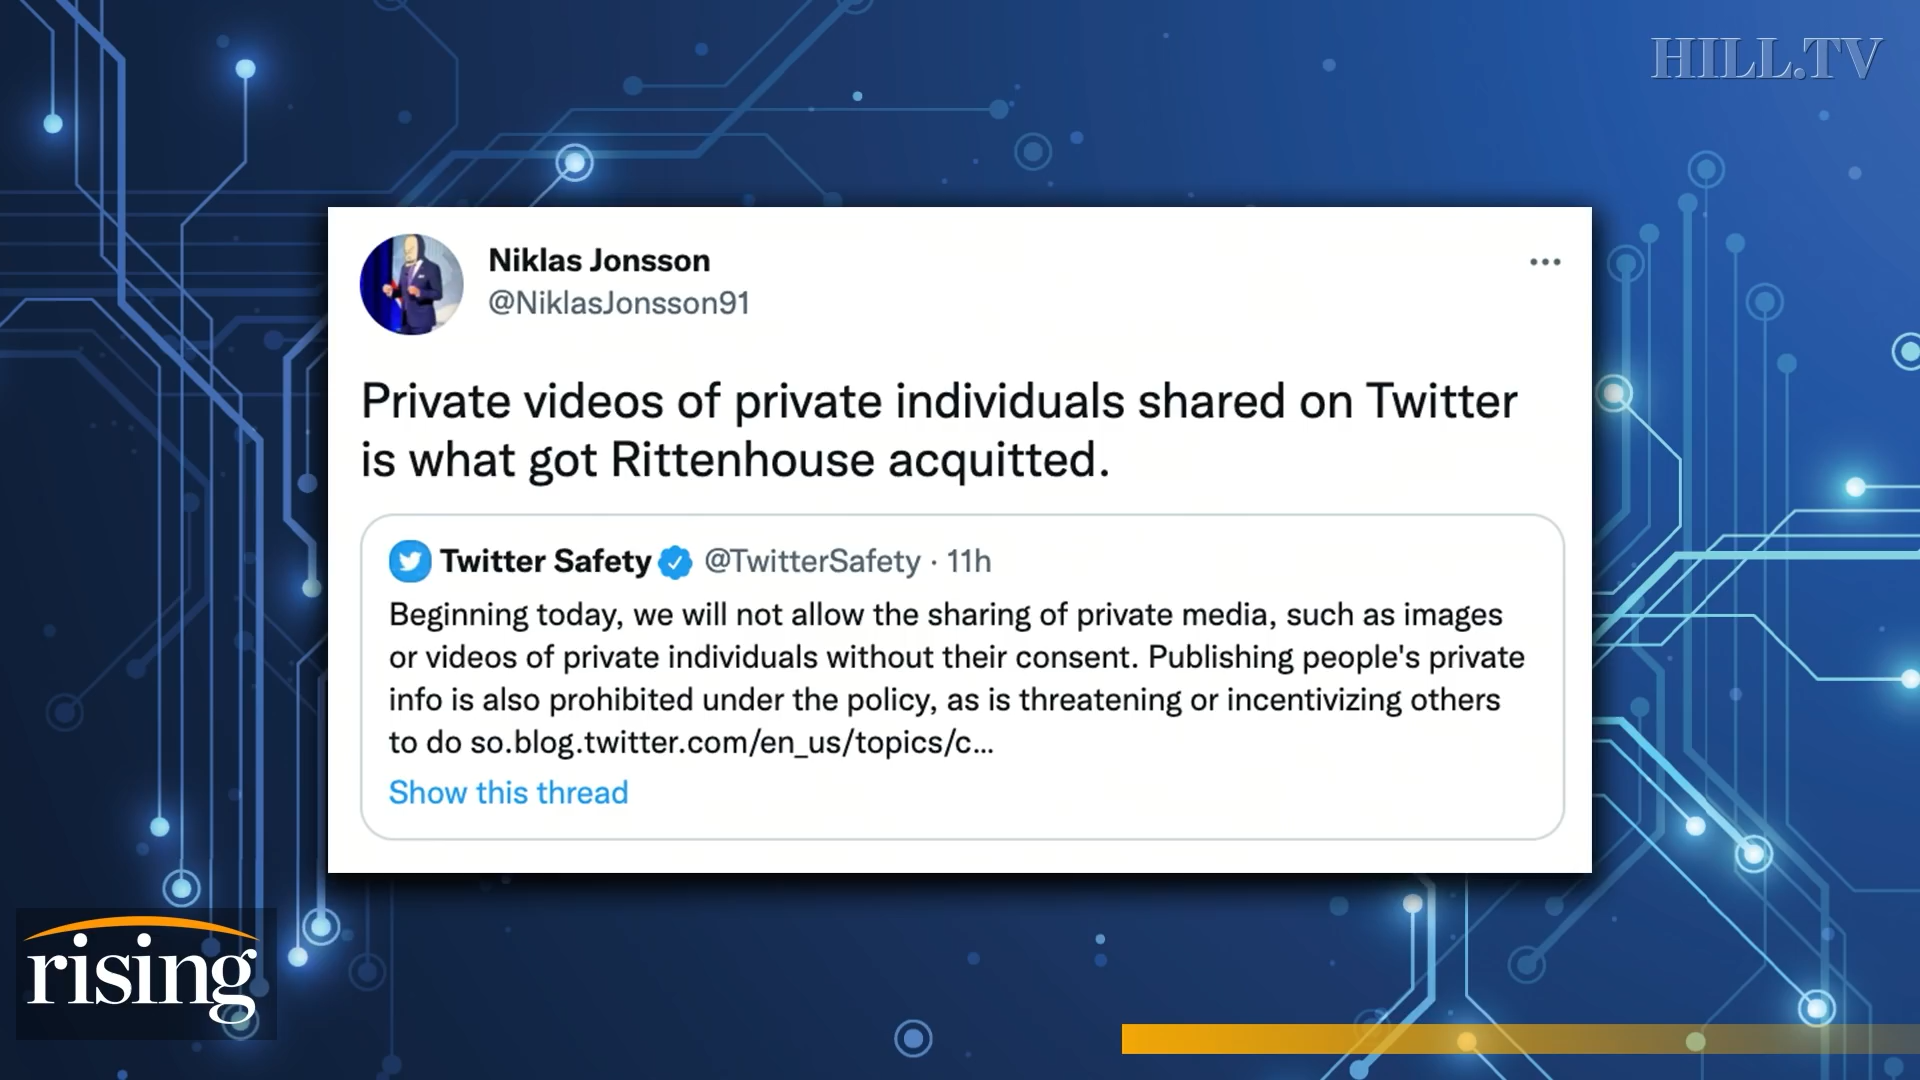 HILL.TV
Niklas Jonsson
@NiklasJonsson91
Private videos of private individuals shared on Twitter
is what got Rittenhouse acquitted.
Twitter Safety @TwitterSafety · 11h
Beginning today, we will not allow the sharing of private media, such as images
or videos of private individuals without their consent. Publishing people's private
info is also prohibited under the policy, as is threatening or incentivizing others
to do so.blog.twitter.com/en_us/topics/c...
Show this thread
rising